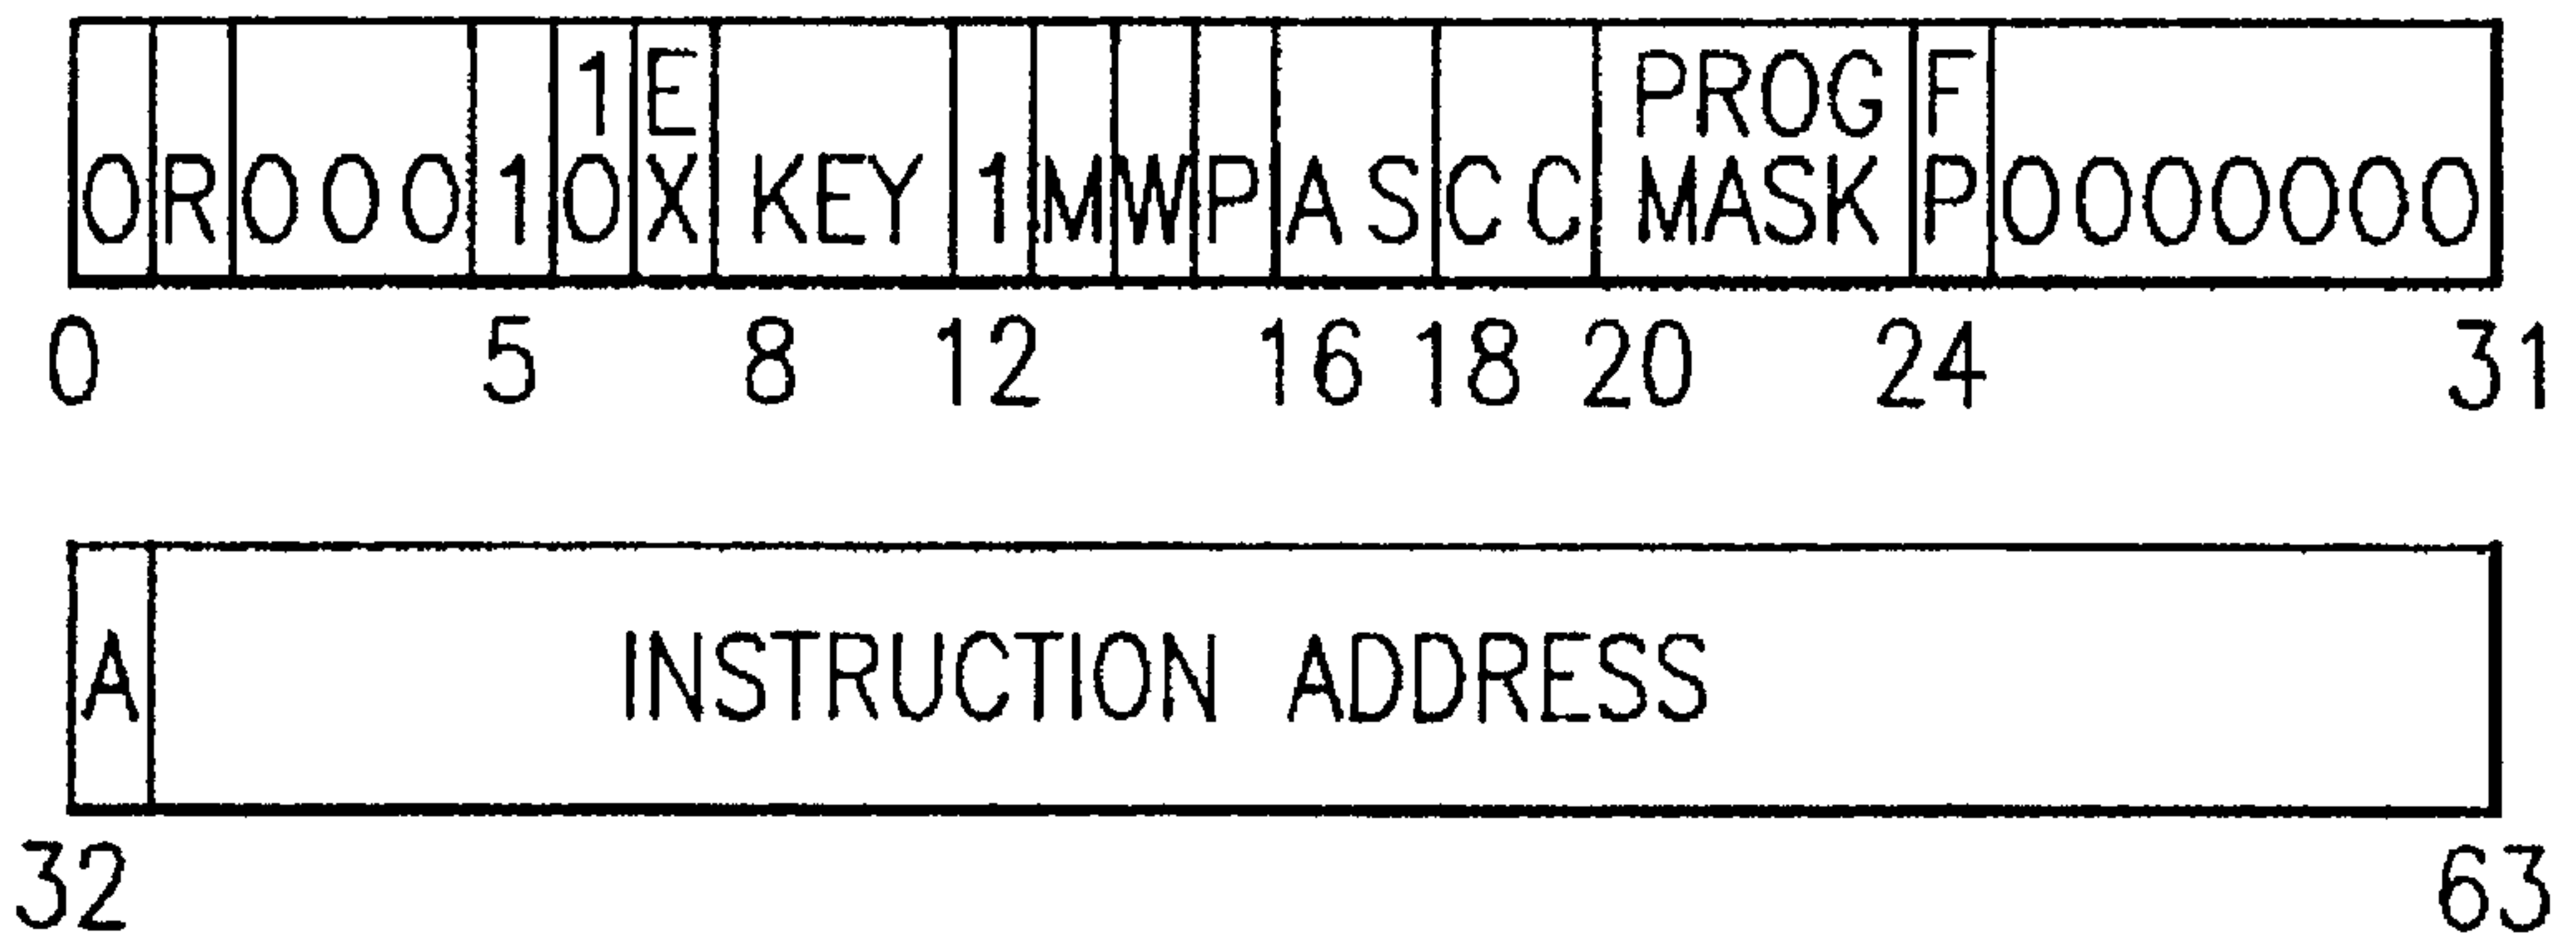 1 E PROG F
0 R 0 0 0 1 0 X KEY 1 M W P A S C C MASK P 0 0 0 0 0 0 0
0 5 8 12 16 18 20 24 31
A INSTRUCTION ADDRESS
32 63